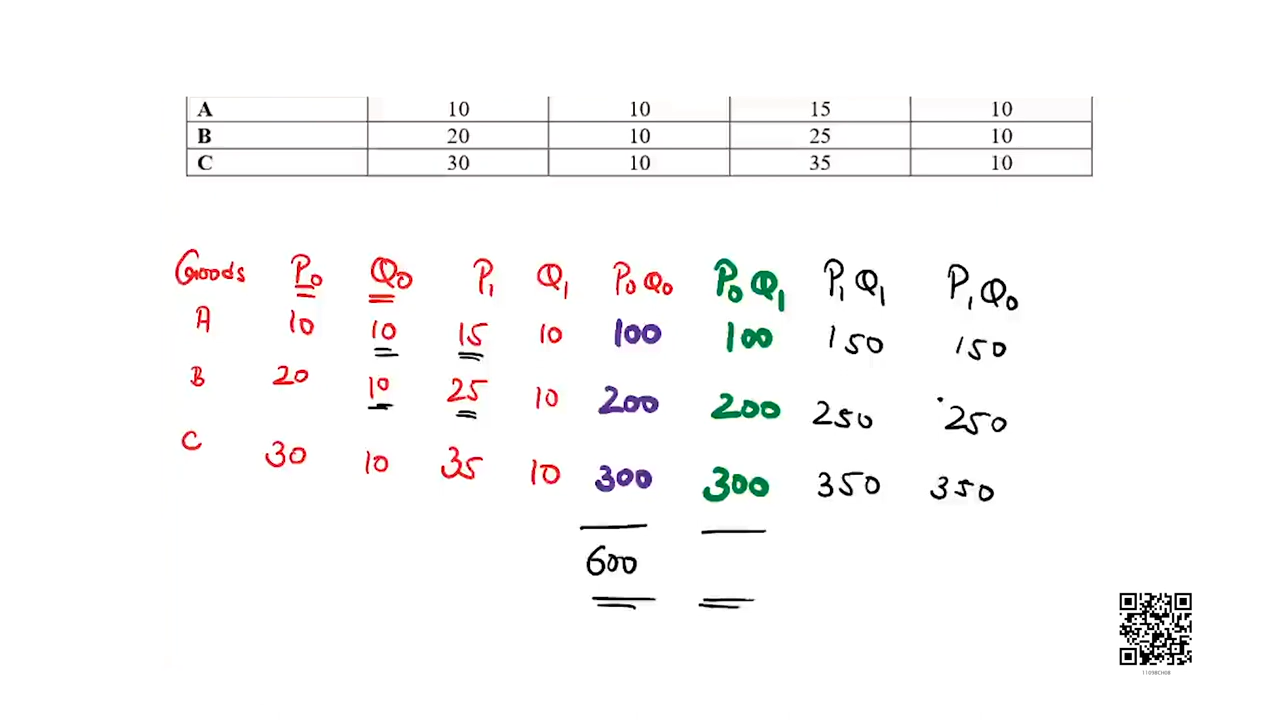 A 10 10 15 10
B 20 10 25 10
C 30 10 35 10
Goods P₀ Q₀ P₁ Q₁ P₀Q₀ P₀Q₁ P₁Q₁ P₁Q₀
A 10 10 15 10 100 100 150 150
B 20 10 25 10 200 200 250 250
C 30 10 35 10 300 300 350 350
600
11098CH08